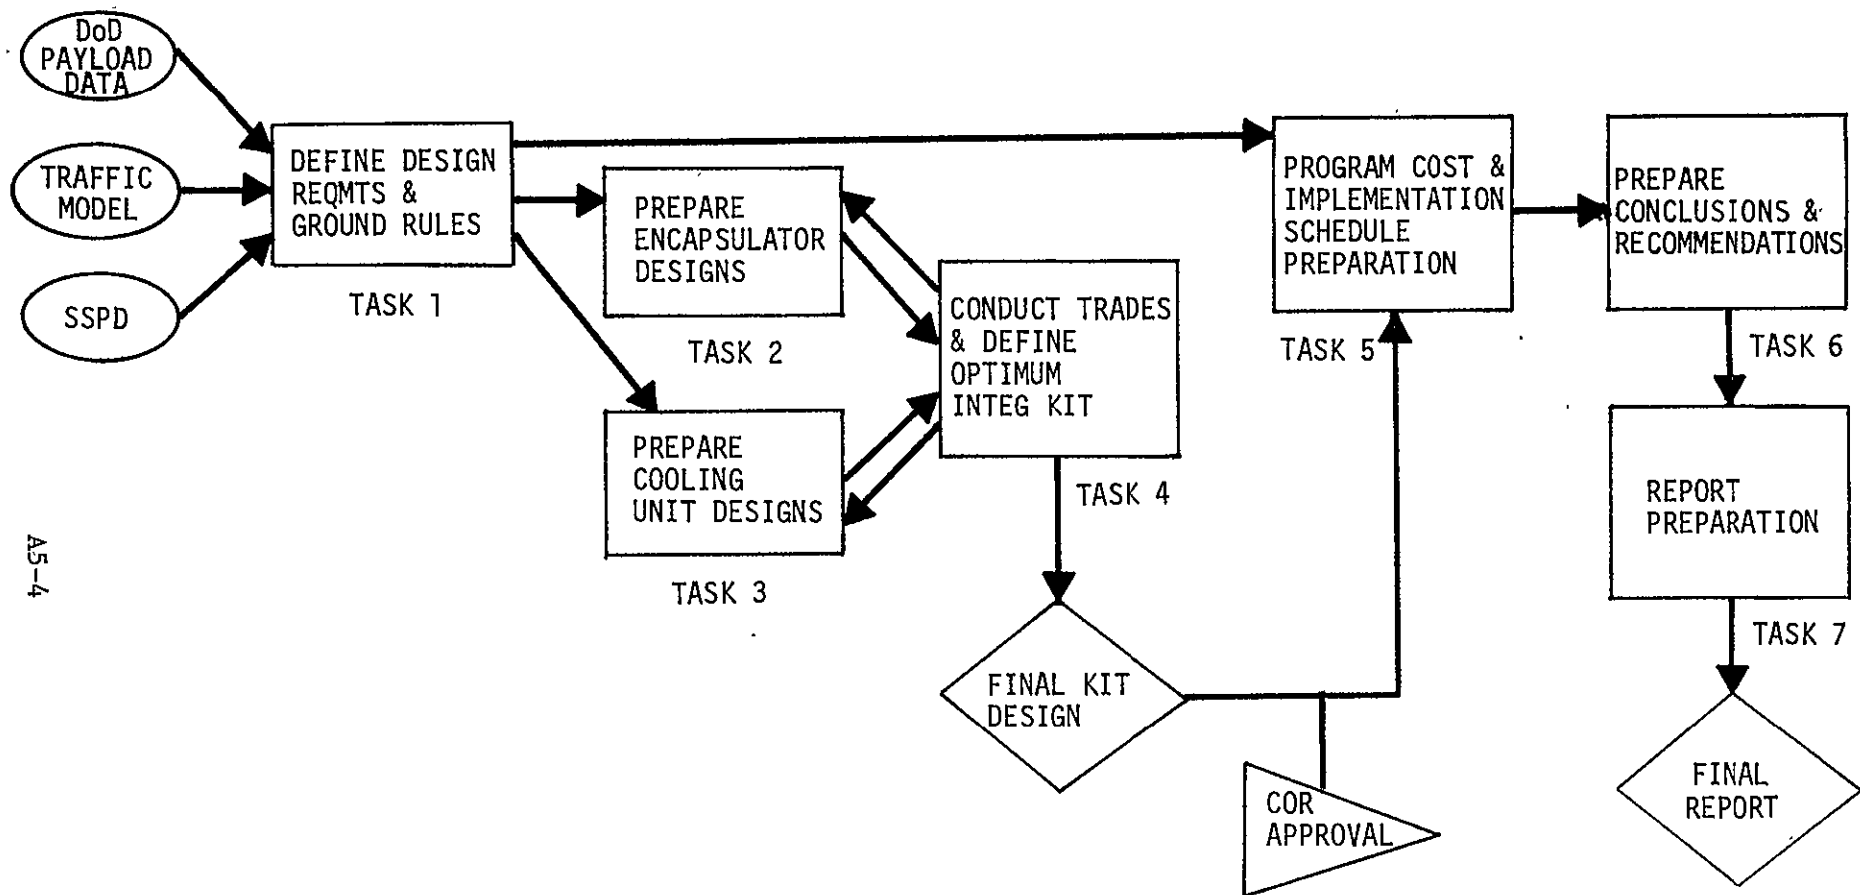 DoD
PAYLOAD
DATA
TRAFFIC
MODEL
SSPD
DEFINE DESIGN
REQMTS &
GROUND RULES
TASK 1
PREPARE
ENCAPSULATOR
DESIGNS
TASK 2
PREPARE
COOLING
UNIT DESIGNS
TASK 3
CONDUCT TRADES
& DEFINE
OPTIMUM
INTEG KIT
TASK 4
FINAL KIT
DESIGN
COR
APPROVAL
PROGRAM COST &
IMPLEMENTATION
SCHEDULE
PREPARATION
TASK 5
PREPARE
CONCLUSIONS &
RECOMMENDATIONS
TASK 6
REPORT
PREPARATION
TASK 7
FINAL
REPORT
A5-4